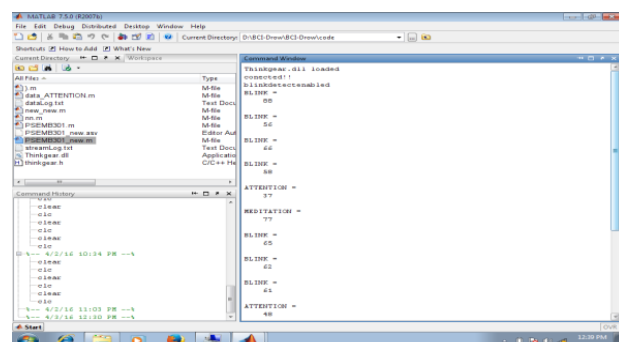 MATLAB 7.5.0 (R2007b)
File Edit Debug Distributed Desktop Window Help
Current Directory: D:\BCI-Drow\BCI-Drow\code
Shortcuts How to Add What's New
Current Directory Workspace
All Files Type
).m M-file
data_ATTENTION.m M-file
dataLog.txt Text Docu
new_new.m M-file
nn.m M-file
PSEMB301.m M-file
PSEMB301_new.asv Editor Aut
PSEMB301_new.m M-file
streamLog.txt Text Docu
Thinkgear.dll Applicatio
thinkgear.h C/C++ He
Command History
clc
clear
clc
clear
clc
clear
clc
%-- 4/2/16 10:34 PM --%
clear
clc
clear
clc
clear
clc
%-- 4/2/16 11:03 PM --%
%-- 4/3/16 12:30 PM --%
Command Window
Thinkgear.dll loaded
conected!!
blinkdetectenabled
BLINK =
88
BLINK =
56
BLINK =
66
BLINK =
58
ATTENTION =
37
MEDITATION =
77
BLINK =
65
BLINK =
62
BLINK =
61
ATTENTION =
48
Start
OVR
12:39 PM